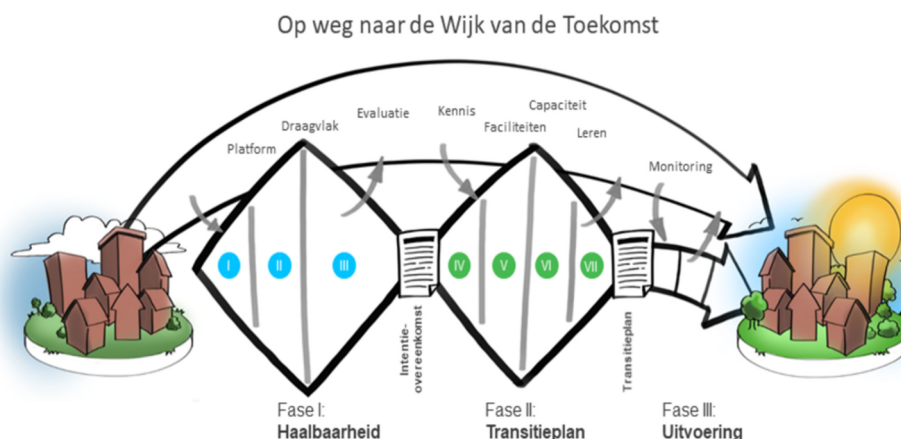 Op weg naar de Wijk van de Toekomst
Platform
Draagvlak
Evaluatie
Kennis
Faciliteiten
Capaciteit
Leren
Monitoring
I
II
III
IV
V
VI
VII
Intentie-
overeenkomst
Transitieplan
Fase I:
Haalbaarheid
Fase II:
Transitieplan
Fase III:
Uitvoering